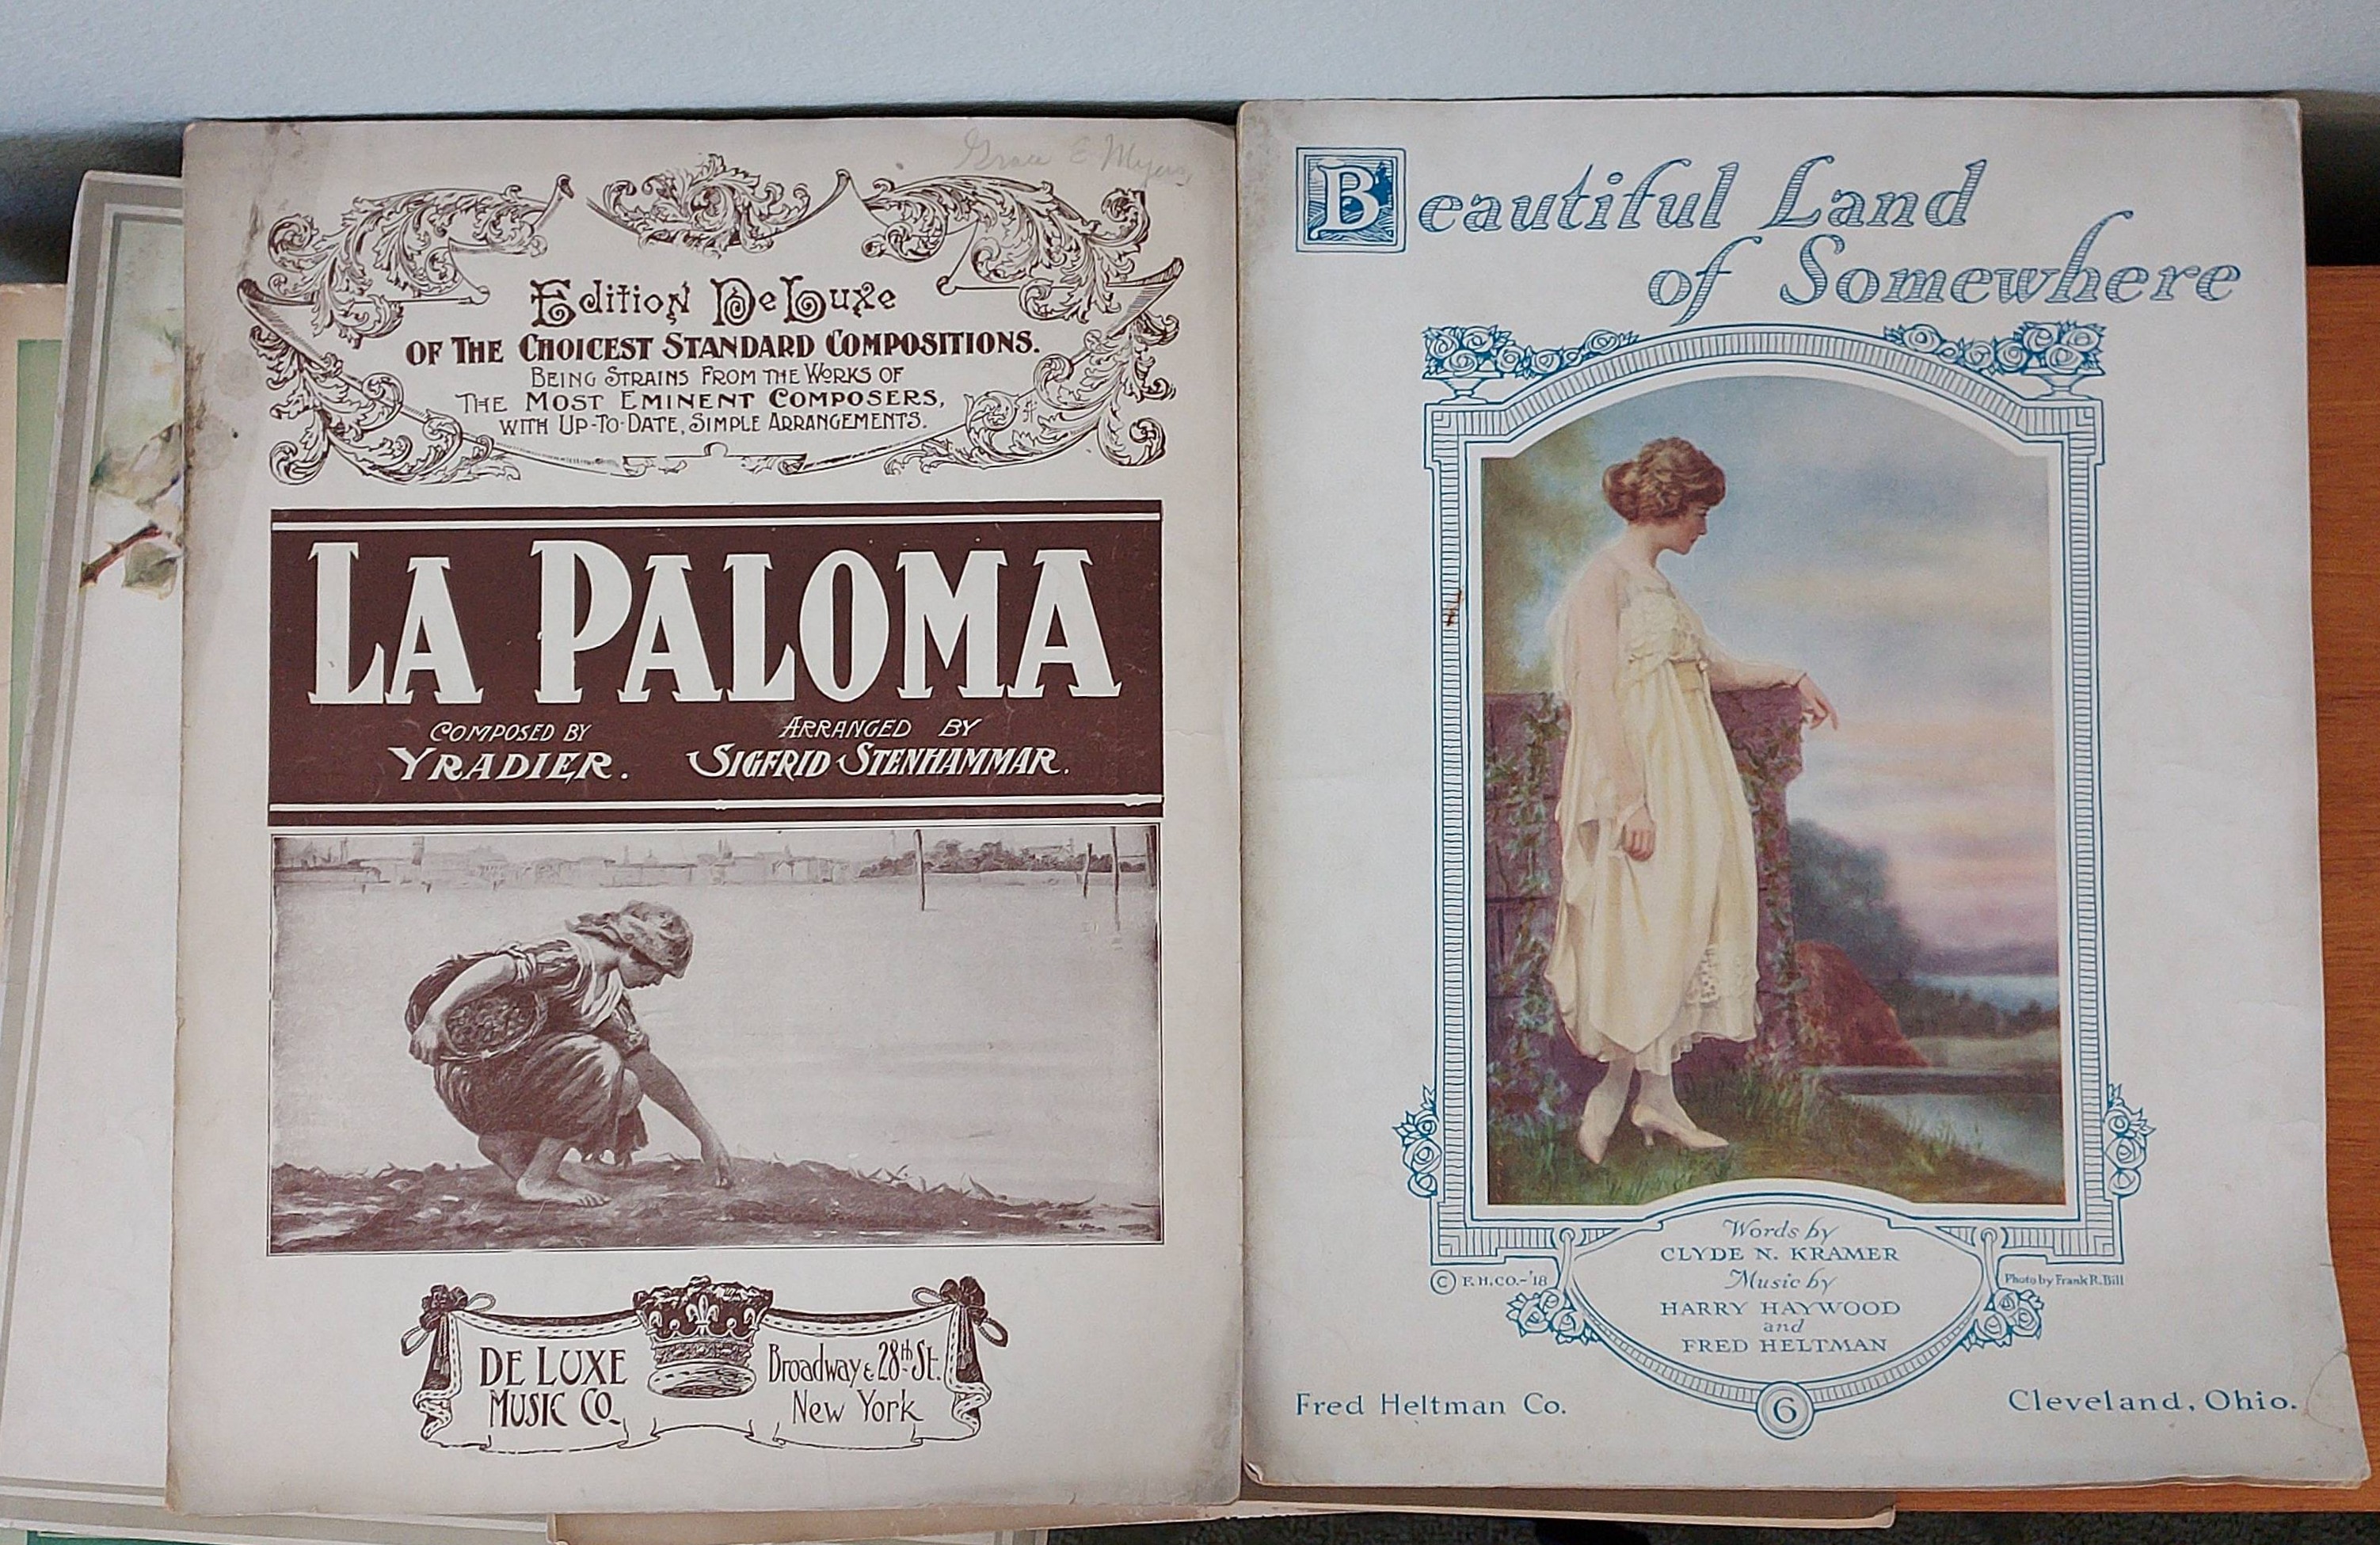 Grace E Myers
Edition De Luxe
OF THE CHOICEST STANDARD COMPOSITIONS.
BEING STRAINS FROM THE WORKS OF
THE MOST EMINENT COMPOSERS,
WITH UP-TO-DATE, SIMPLE ARRANGEMENTS.
LA PALOMA
COMPOSED BY
YRADIER.
ARRANGED BY
SIGFRID STENHAMMAR.
DE LUXE
MUSIC CO.
Broadway & 28th St.
New York
Beautiful Land
of Somewhere
Words by
CLYDE N. KRAMER
Music by
HARRY HAYWOOD
and
FRED HELTMAN
© F.H.CO.-'18
Photo by Frank R. Bill
Fred Heltman Co.
6
Cleveland, Ohio.